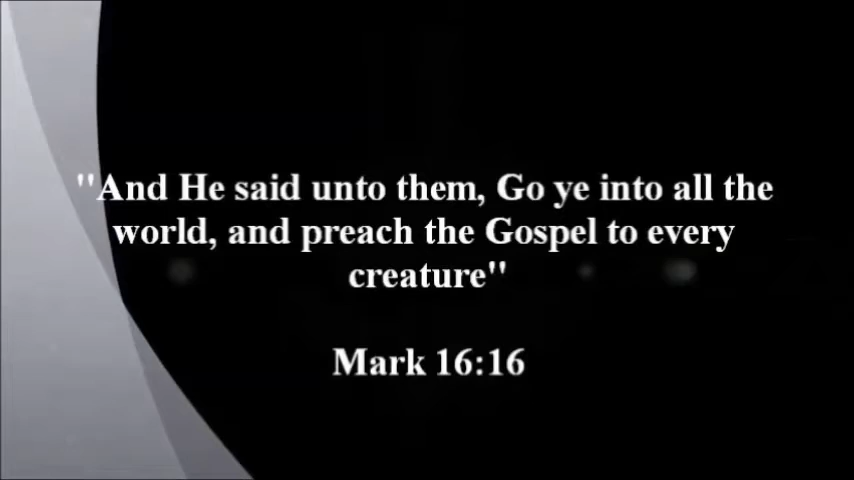 "And He said unto them, Go ye into all the
world, and preach the Gospel to every
creature"
Mark 16:16